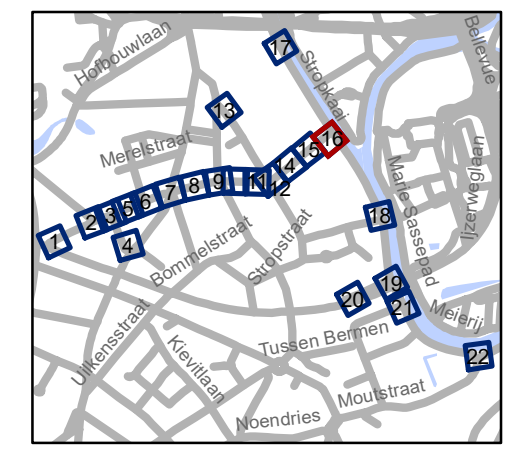 Hofbouwlaan
17
Stropkaai
Bellevue
13
16
Merelstraat
15
14
IJzerweglaan
1
2
3
5
6
7
8
9
11
12
4
Marie Sassepad
18
Bommelstraat
Stropstraat
19
20
21
Meierij
Uilkensstraat
Kievitlaan
Tussen Bermen
22
Moutstraat
Noendries